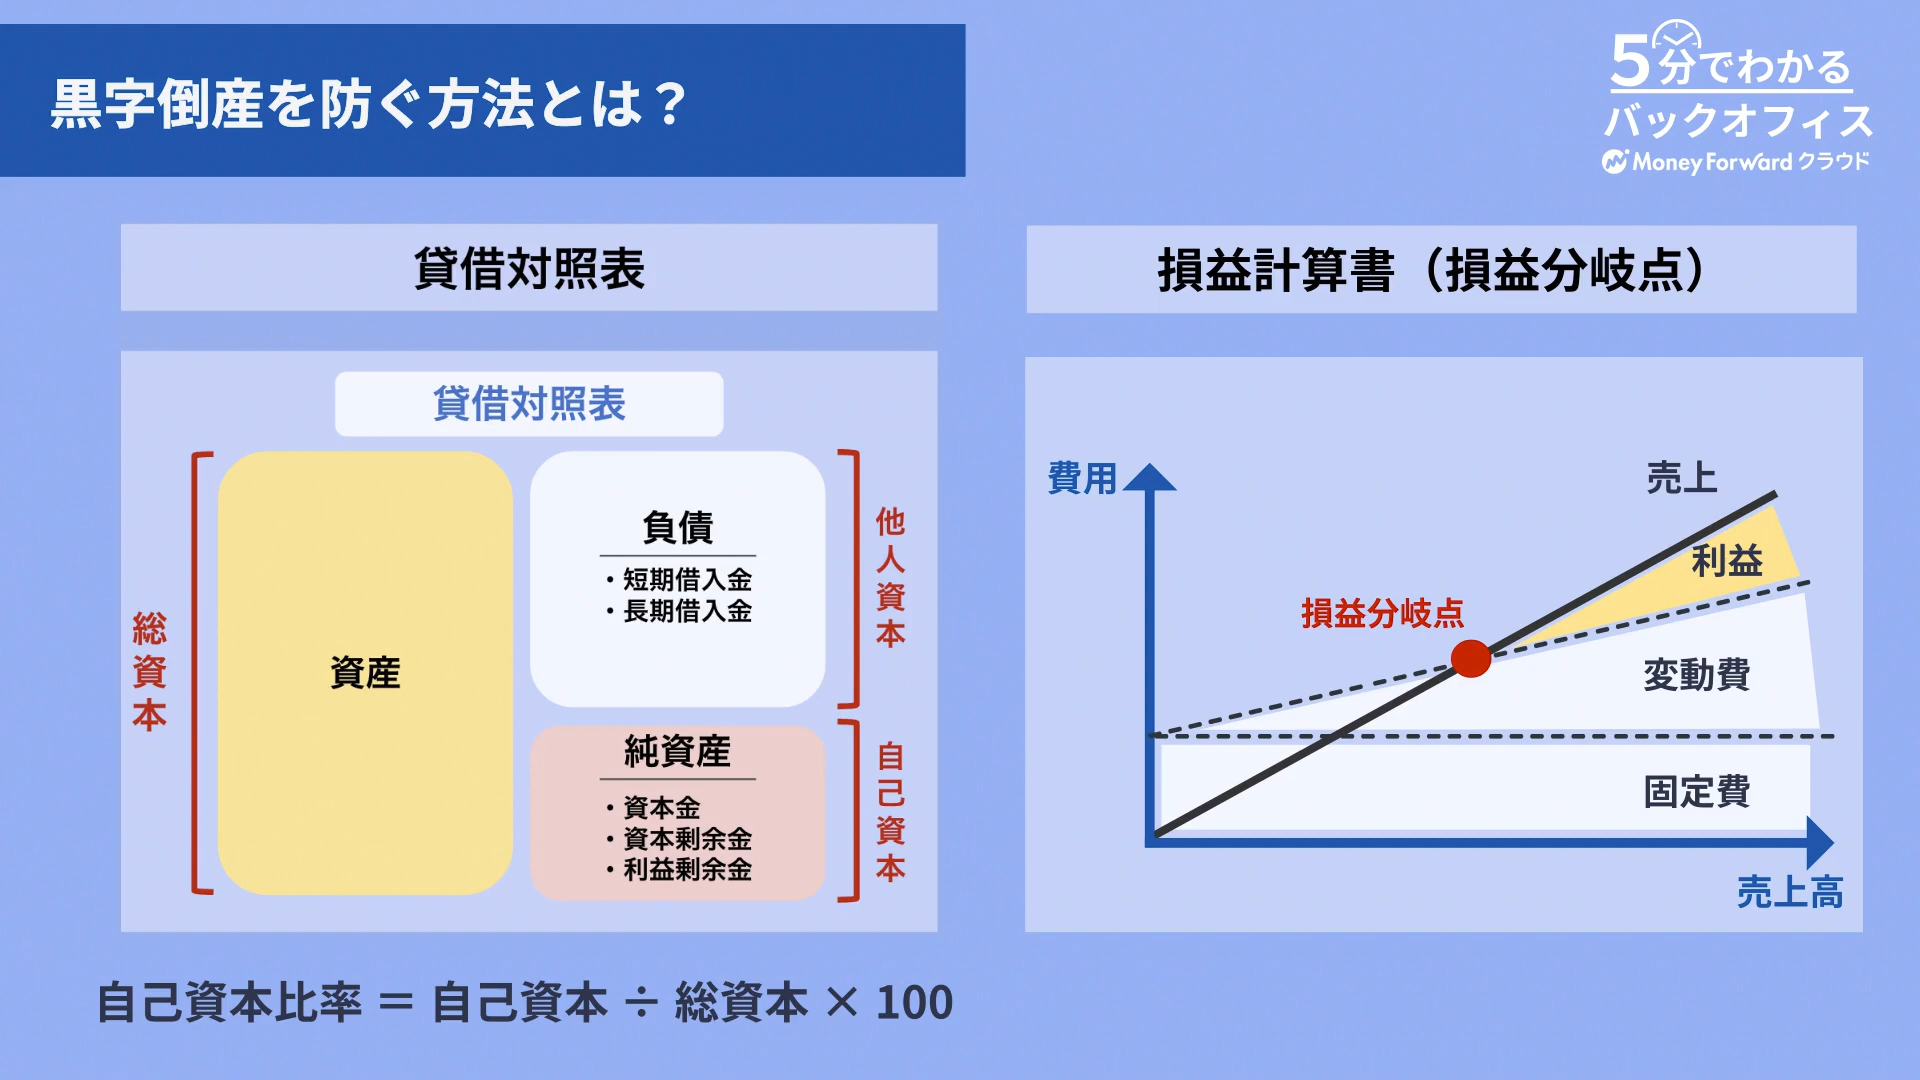 黒字倒産を防ぐ方法とは？
5分でわかる
バックオフィス
Money Forward クラウド
貸借対照表
貸借対照表
総資本
資産
負債
・短期借入金
・長期借入金
他人資本
純資産
・資本金
・資本剰余金
・利益剰余金
自己資本
自己資本比率 ＝ 自己資本 ÷ 総資本 × 100
損益計算書（損益分岐点）
費用
売上
利益
損益分岐点
変動費
固定費
売上高